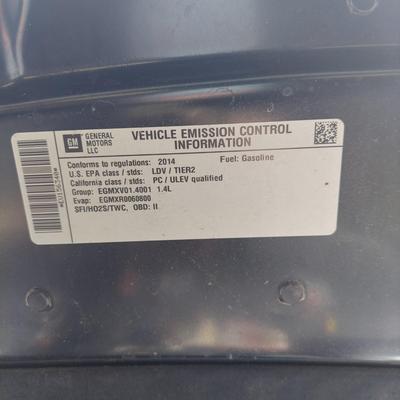 GM
GENERAL MOTORS LLC
VEHICLE EMISSION CONTROL INFORMATION
Conforms to regulations: 2014 Fuel: Gasoline
U.S. EPA class / stds: LDV / TIER2
California class / stds: PC / ULEV qualified
Group: EGMXV01.4001 1.4L
Evap: EGMXR0060800
SFI/HO2S/TWC, OBD: II